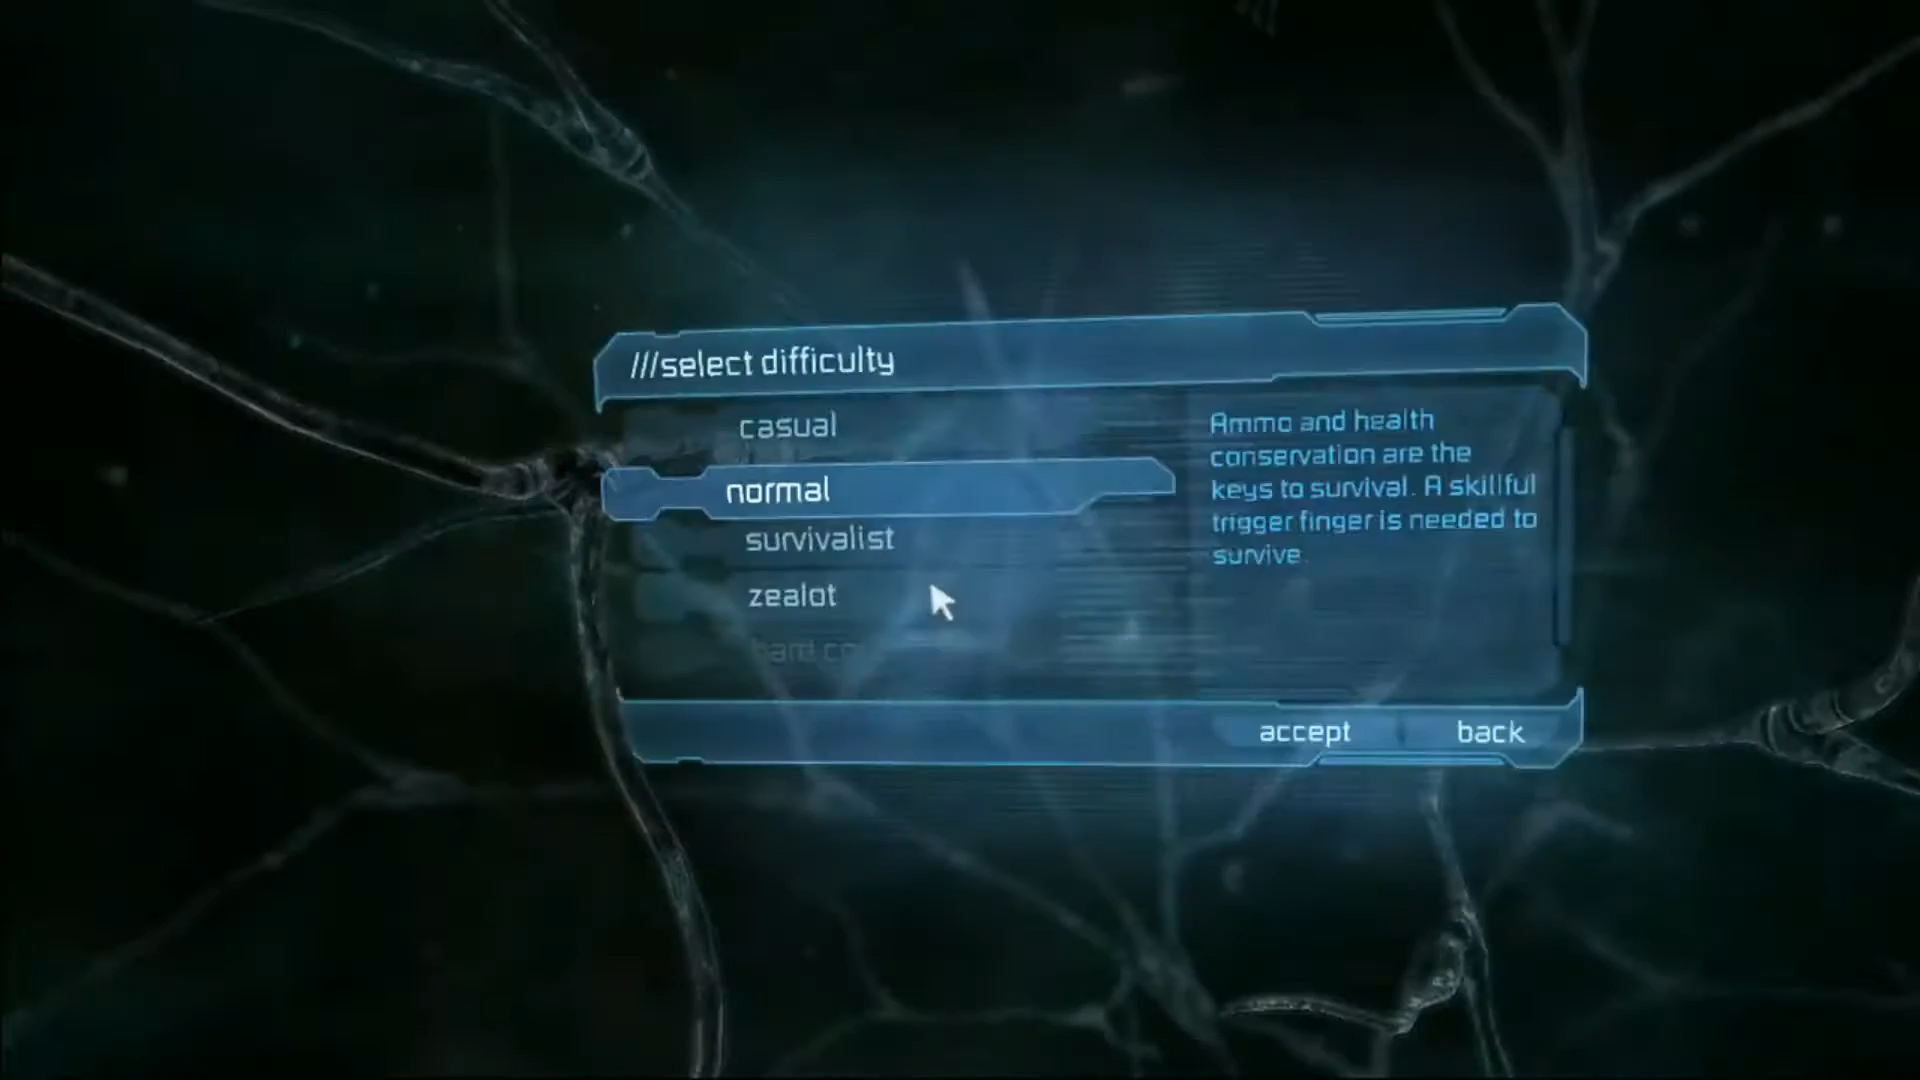 ///select difficulty
casual
normal
survivalist
zealot
Ammo and health
conservation are the
keys to survival. A skillful
trigger finger is needed to
survive.
accept
back